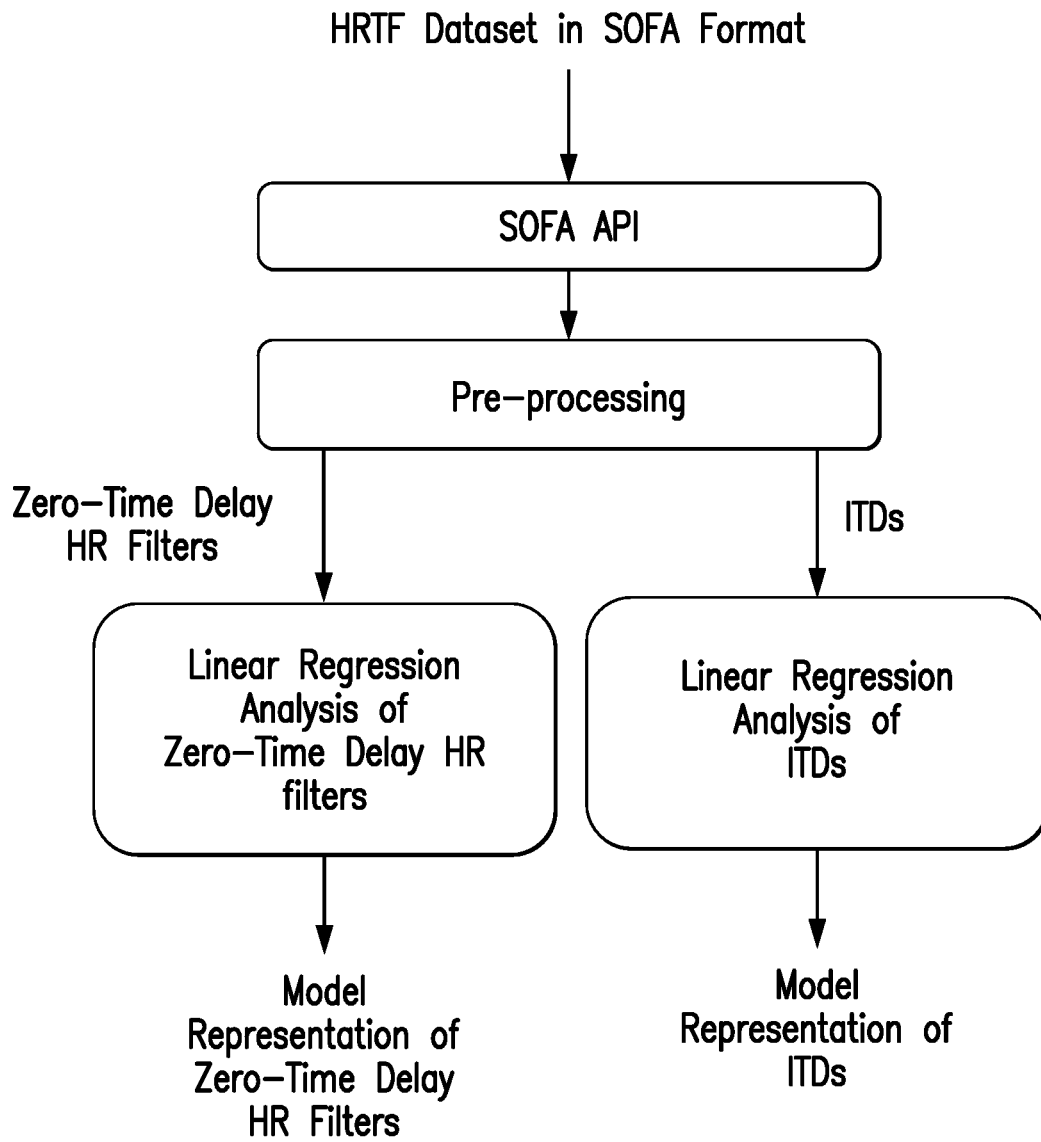 HRTF Dataset in SOFA Format
SOFA API
Pre-processing
Zero-Time Delay
HR Filters
ITDs
Linear Regression
Analysis of
Zero-Time Delay HR
filters
Linear Regression
Analysis of
ITDs
Model
Representation of
Zero-Time Delay
HR Filters
Model
Representation of
ITDs